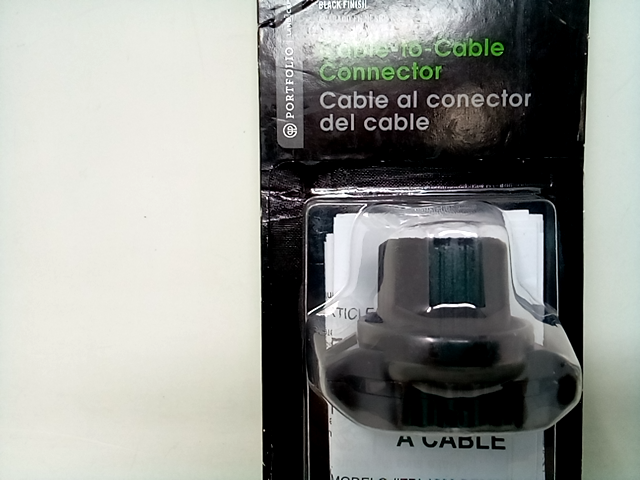 BLACK FINISH
PORTFOLIO
Cable-to-Cable
Connector
Cable al conector
del cable
A CABLE